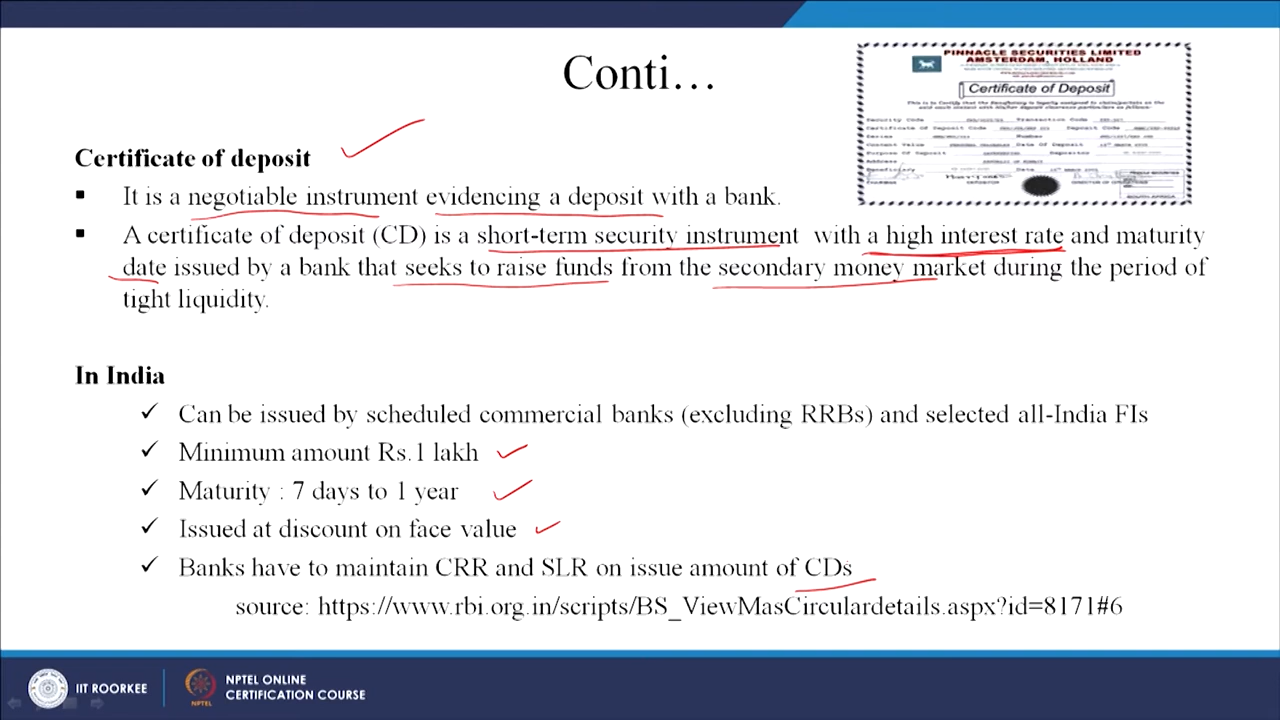 Conti…
PINNACLE SECURITIES LIMITED
AMSTERDAM, HOLLAND
Certificate of Deposit
Certificate of deposit
It is a negotiable instrument evidencing a deposit with a bank.
A certificate of deposit (CD) is a short-term security instrument with a high interest rate and maturity
date issued by a bank that seeks to raise funds from the secondary money market during the period of
tight liquidity.
In India
✓ Can be issued by scheduled commercial banks (excluding RRBs) and selected all-India FIs
✓ Minimum amount Rs.1 lakh
✓ Maturity : 7 days to 1 year
✓ Issued at discount on face value
✓ Banks have to maintain CRR and SLR on issue amount of CDs
source: https://www.rbi.org.in/scripts/BS_ViewMasCirculardetails.aspx?id=8171#6
IIT ROORKEE
NPTEL ONLINE
CERTIFICATION COURSE
NPTEL